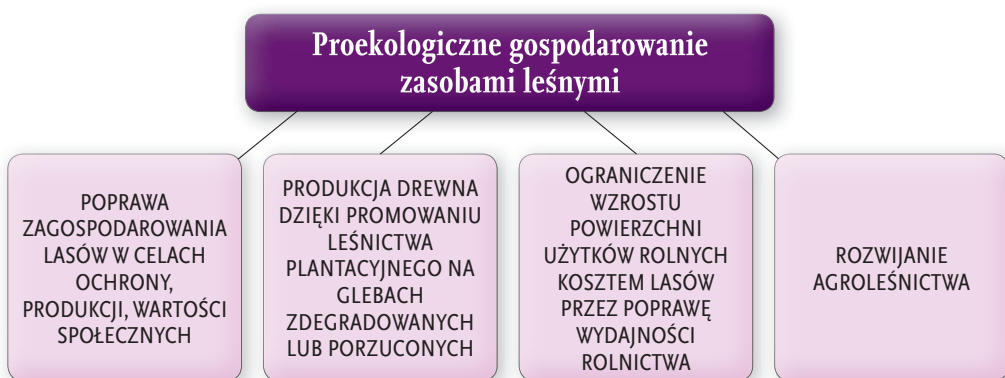 Proekologiczne gospodarowanie
zasobami leśnymi
POPRAWA
ZAGOSPODAROWANIA
LASÓW W CELACH
OCHRONY,
PRODUKCJI, WARTOŚCI
SPOŁECZNYCH
PRODUKCJA DREWNA
DZIĘKI PROMOWANIU
LEŚNICTWA
PLANTACYJNEGO NA
GLEBACH
ZDEGRADOWANYCH
LUB PORZUCONYCH
OGRANICZENIE
WZROSTU
POWIERZCHNI
UŻYTKÓW ROLNYCH
KOSZTEM LASÓW
PRZEZ POPRAWĘ
WYDAJNOŚCI
ROLNICTWA
ROZWIJANIE
AGROLEŚNICTWA